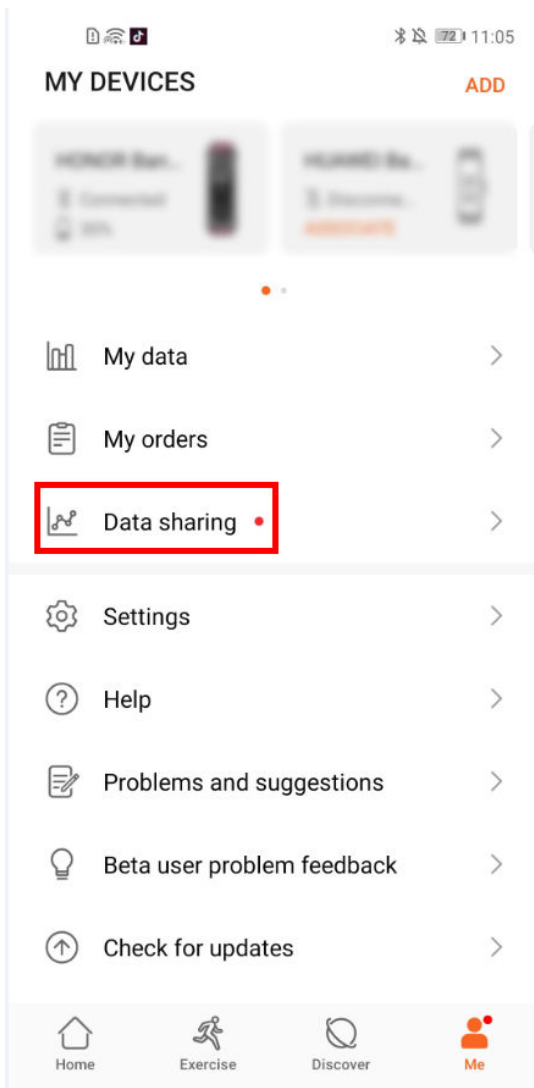 72 11:05
MY DEVICES ADD
My data
My orders
Data sharing
Settings
Help
Problems and suggestions
Beta user problem feedback
Check for updates
Home Exercise Discover Me